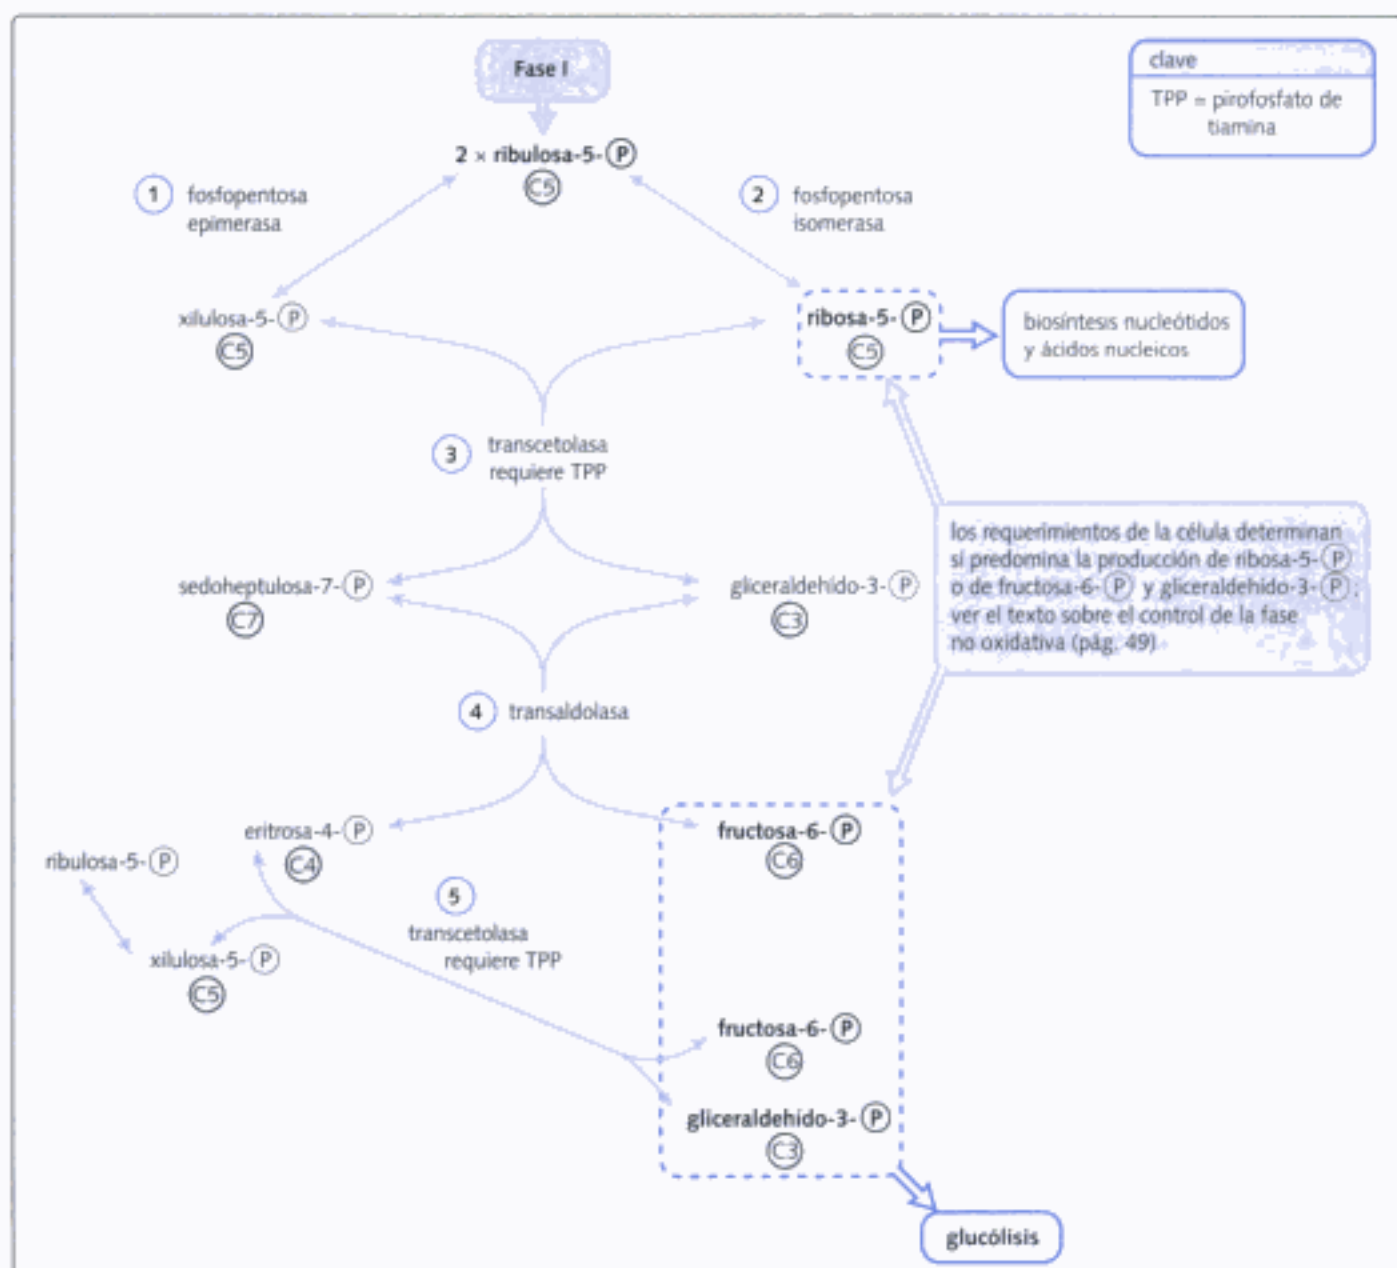 Fase I
clave
TPP = pirofosfato de
tiamina
2 × ribulosa-5-P
C5
1 fosfopentosa
epimerasa
2 fosfopentosa
isomerasa
xilulosa-5-P
C5
ribosa-5-P
C5
biosíntesis nucleótidos
y ácidos nucleicos
3 transcetolasa
requiere TPP
sedoheptulosa-7-P
C7
gliceraldehído-3-P
C3
los requerimientos de la célula determinan
si predomina la producción de ribosa-5-P
o de fructosa-6-P y gliceraldehído-3-P;
ver el texto sobre el control de la fase
no oxidativa (pág. 49)
4 transaldolasa
eritrosa-4-P
C4
fructosa-6-P
C6
ribulosa-5-P
5
transcetolasa
requiere TPP
xilulosa-5-P
C5
fructosa-6-P
C6
gliceraldehído-3-P
C3
glucólisis